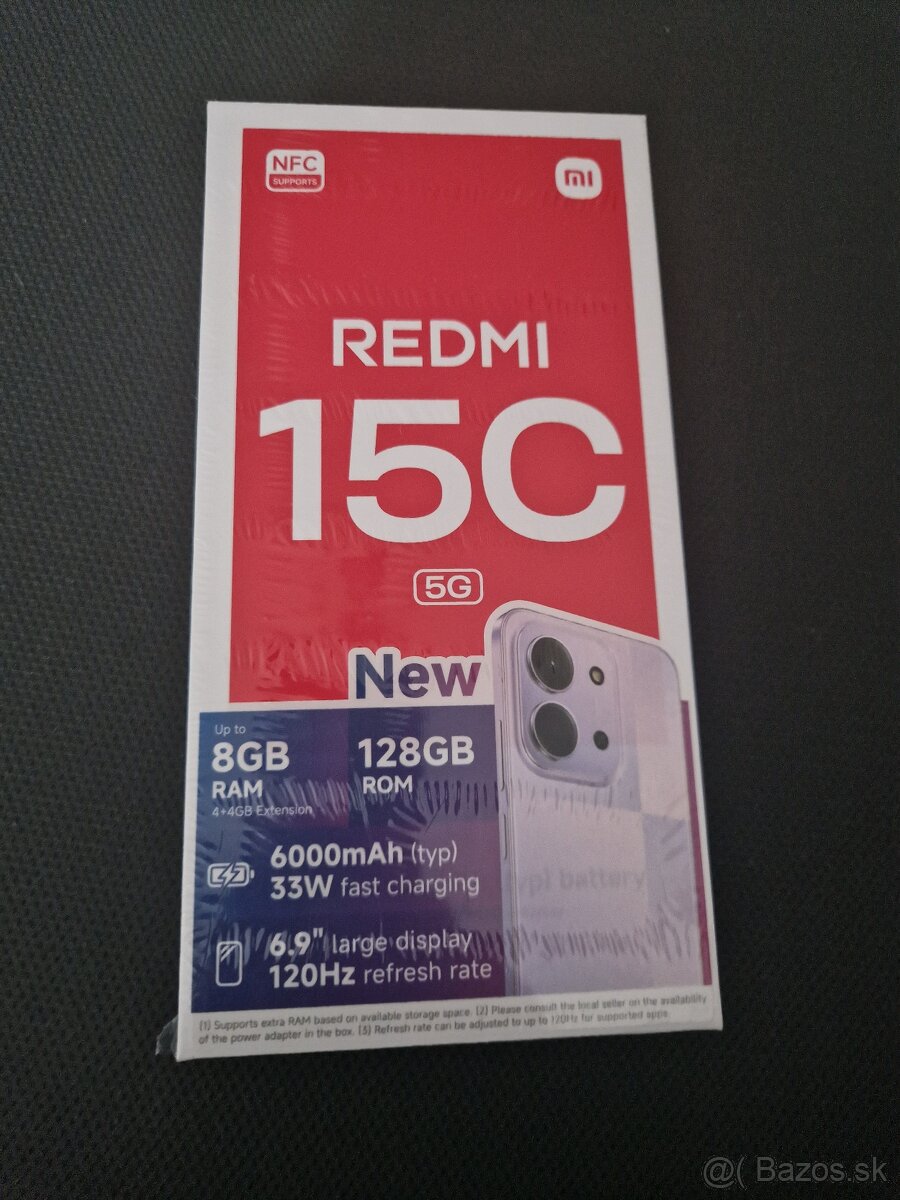 NFC
SUPPORTS
mi
REDMI
15C
5G
New
Up to
8GB
RAM
4+4GB Extension
128GB
ROM
6000mAh (typ)
33W fast charging
6.9" large display
120Hz refresh rate
(typ) battery
[1] Supports extra RAM based on available storage space. [2] Please consult the local seller on the availability
of the power adapter in the box. [3] Refresh rate can be adjusted to up to 120Hz for supported apps.
@( Bazos.sk